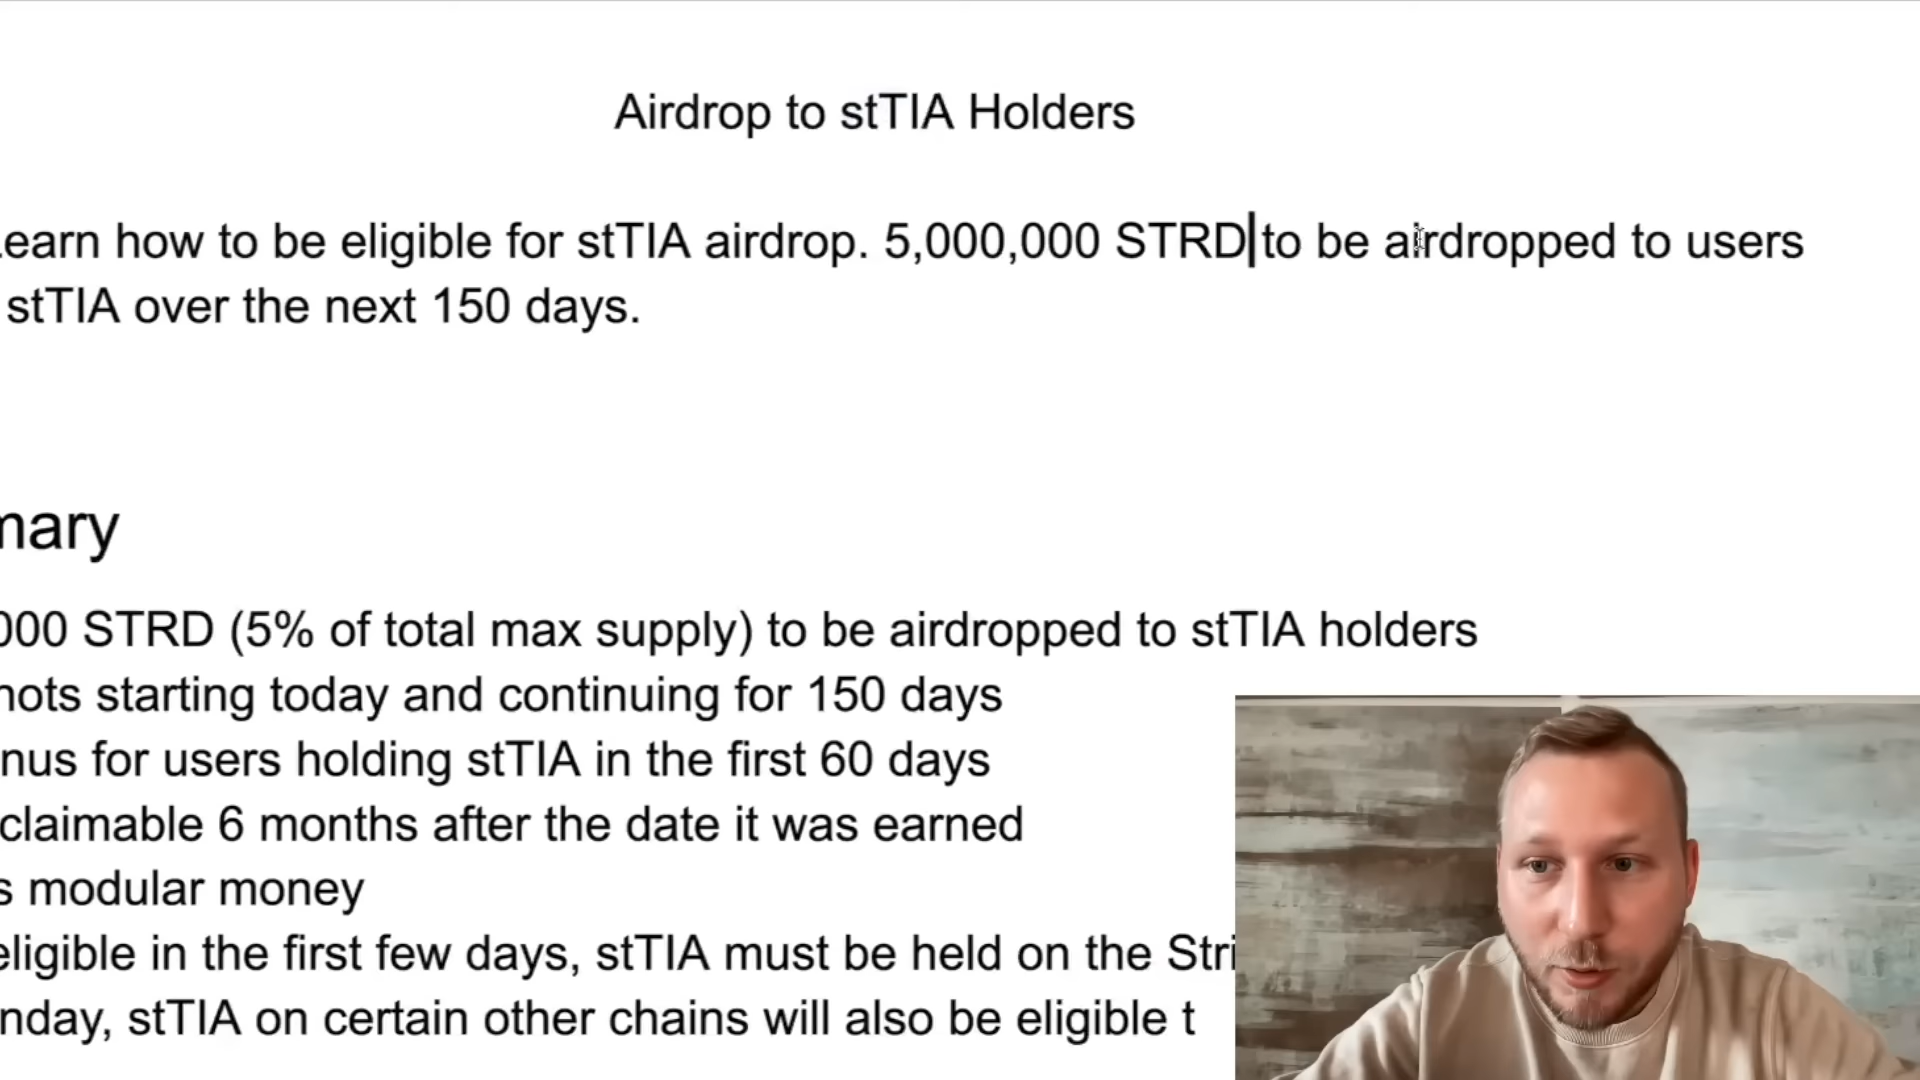 Airdrop to stTIA Holders
Learn how to be eligible for stTIA airdrop. 5,000,000 STRD to be airdropped to users
stTIA over the next 150 days.
mary
000 STRD (5% of total max supply) to be airdropped to stTIA holders
hots starting today and continuing for 150 days
nus for users holding stTIA in the first 60 days
claimable 6 months after the date it was earned
s modular money
eligible in the first few days, stTIA must be held on the Stri
nday, stTIA on certain other chains will also be eligible t